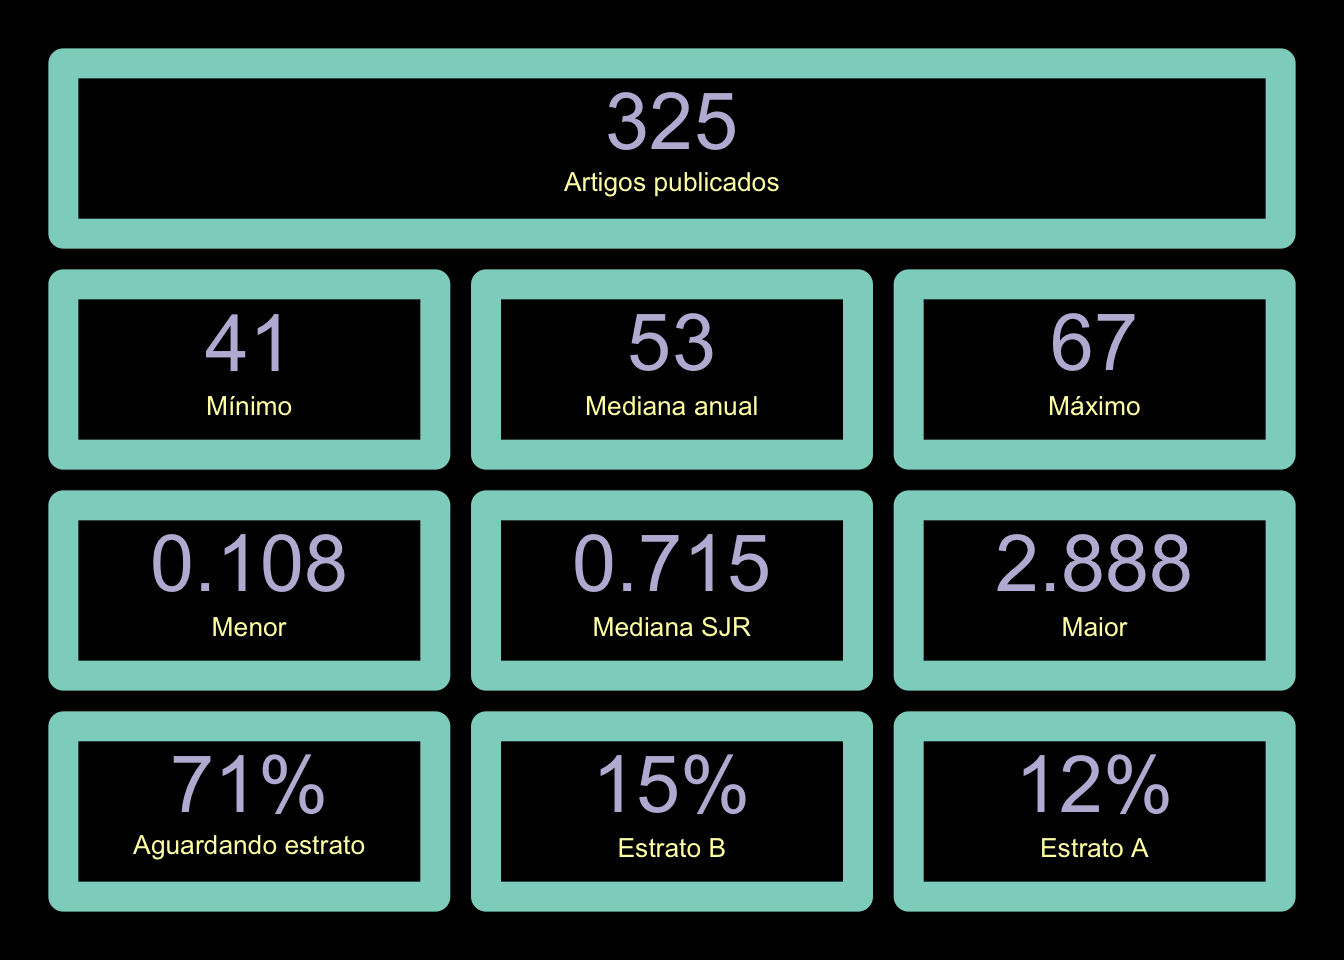 325
Artigos publicados
41
Mínimo
53
Mediana anual
67
Máximo
0.108
Menor
0.715
Mediana SJR
2.888
Maior
71%
Aguardando estrato
15%
Estrato B
12%
Estrato A